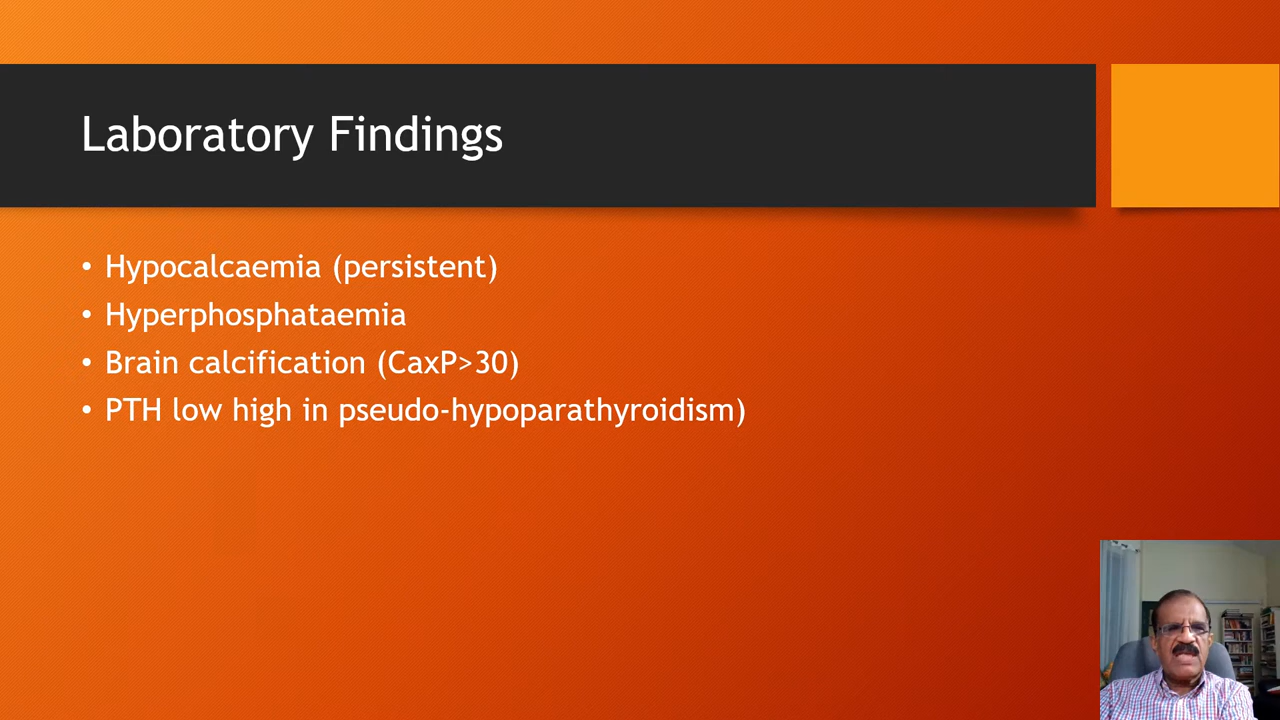 Laboratory Findings
• Hypocalcaemia (persistent)
• Hyperphosphataemia
• Brain calcification (CaxP>30)
• PTH low high in pseudo-hypoparathyroidism)